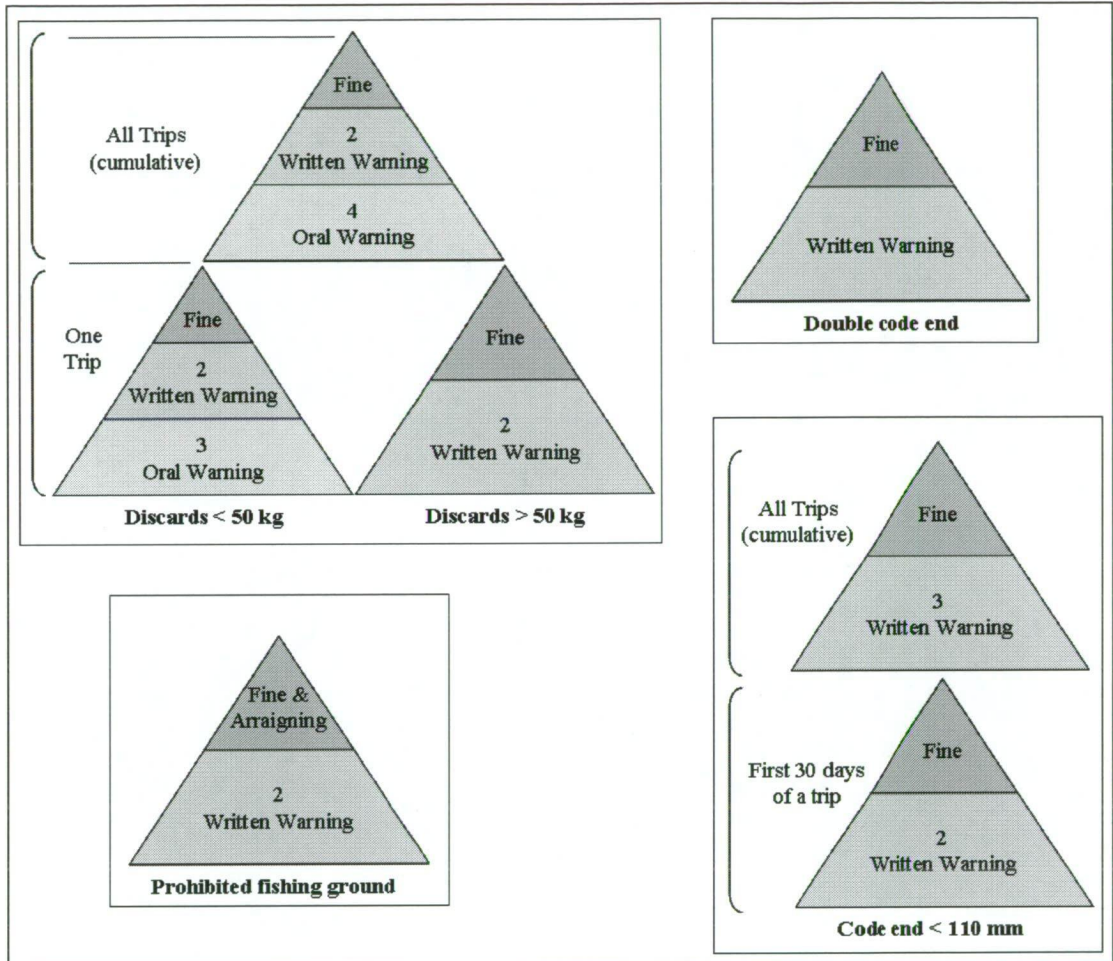 All Trips
(cumulative)
Fine
2
Written Warning
4
Oral Warning
One
Trip
Fine
2
Written Warning
3
Oral Warning
Discards < 50 kg
Fine
2
Written Warning
Discards > 50 kg
Fine
Written Warning
Double code end
Fine &
Arraigning
2
Written Warning
Prohibited fishing ground
All Trips
(cumulative)
Fine
3
Written Warning
First 30 days
of a trip
Fine
2
Written Warning
Code end < 110 mm